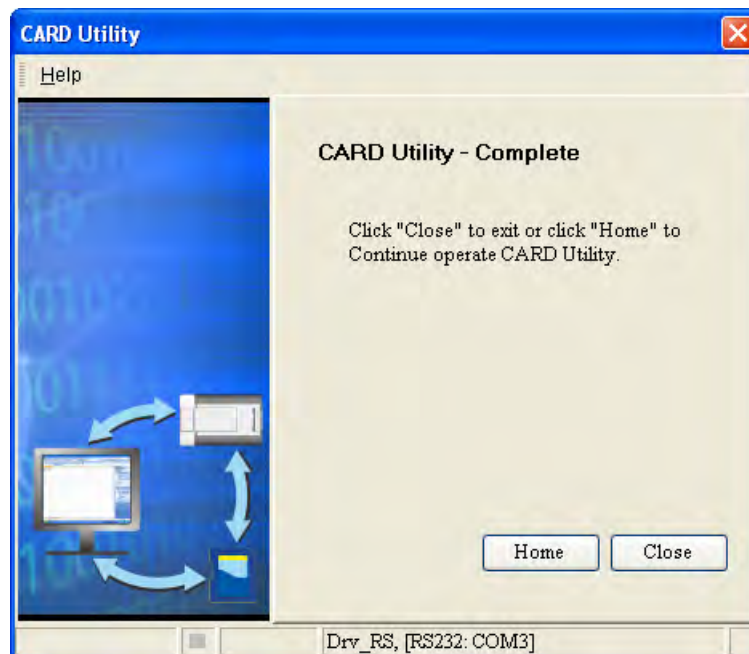 CARD Utility
Help
CARD Utility - Complete
Click "Close" to exit or click "Home" to
Continue operate CARD Utility.
Home Close
Drv_RS, [RS232: COM3]